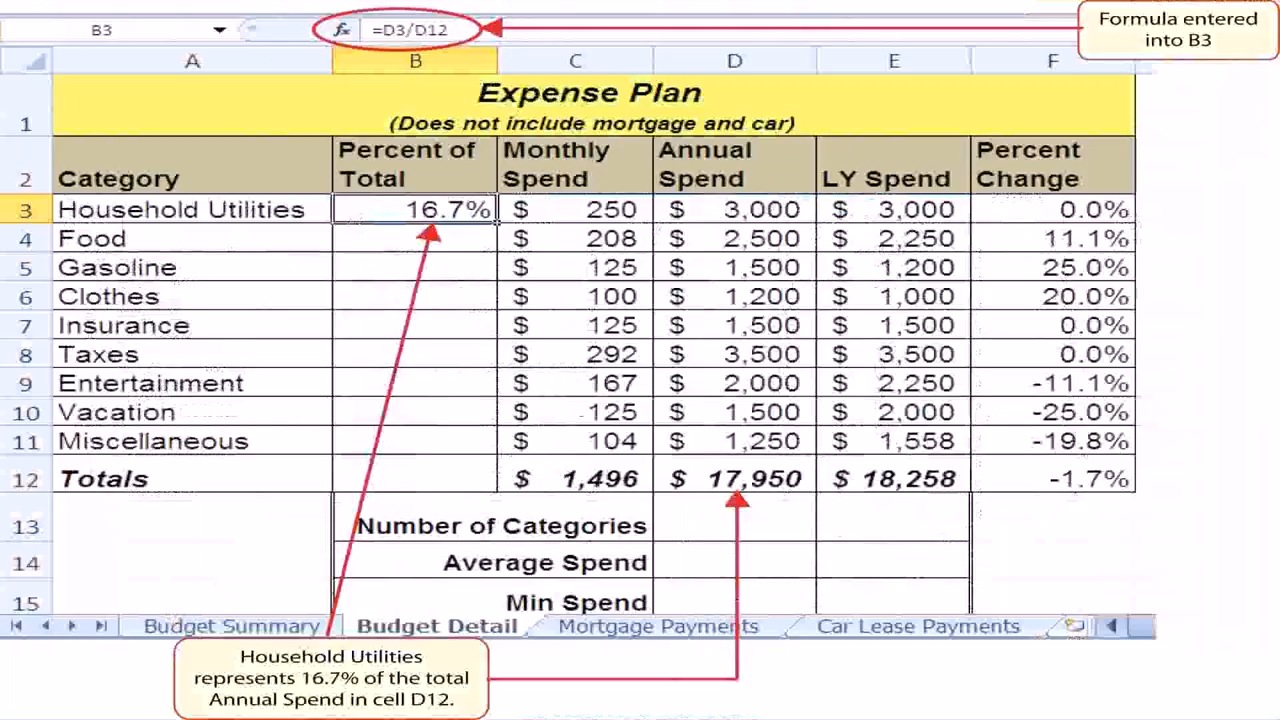 B3 fx =D3/D12
Formula entered
into B3
A B C D E F
1 Expense Plan
(Does not include mortgage and car)
2 Category Percent of Total Monthly Spend Annual Spend LY Spend Percent Change
3 Household Utilities 16.7% $ 250 $ 3,000 $ 3,000 0.0%
4 Food $ 208 $ 2,500 $ 2,250 11.1%
5 Gasoline $ 125 $ 1,500 $ 1,200 25.0%
6 Clothes $ 100 $ 1,200 $ 1,000 20.0%
7 Insurance $ 125 $ 1,500 $ 1,500 0.0%
8 Taxes $ 292 $ 3,500 $ 3,500 0.0%
9 Entertainment $ 167 $ 2,000 $ 2,250 -11.1%
10 Vacation $ 125 $ 1,500 $ 2,000 -25.0%
11 Miscellaneous $ 104 $ 1,250 $ 1,558 -19.8%
12 Totals $ 1,496 $ 17,950 $ 18,258 -1.7%
13 Number of Categories
14 Average Spend
15 Min Spend
Budget Summary Budget Detail Mortgage Payments Car Lease Payments
Household Utilities
represents 16.7% of the total
Annual Spend in cell D12.